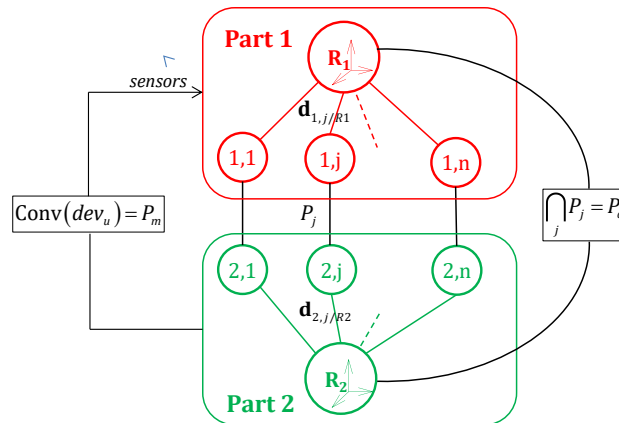 Part 1
R₁
sensors
𝐝₁,ⱼ/R1
1,1
1,j
1,n
Conv(devᵤ) = Pₘ
Pⱼ
⋂ Pⱼ = P
j
2,1
2,j
2,n
𝐝₂,ⱼ/R2
R₂
Part 2